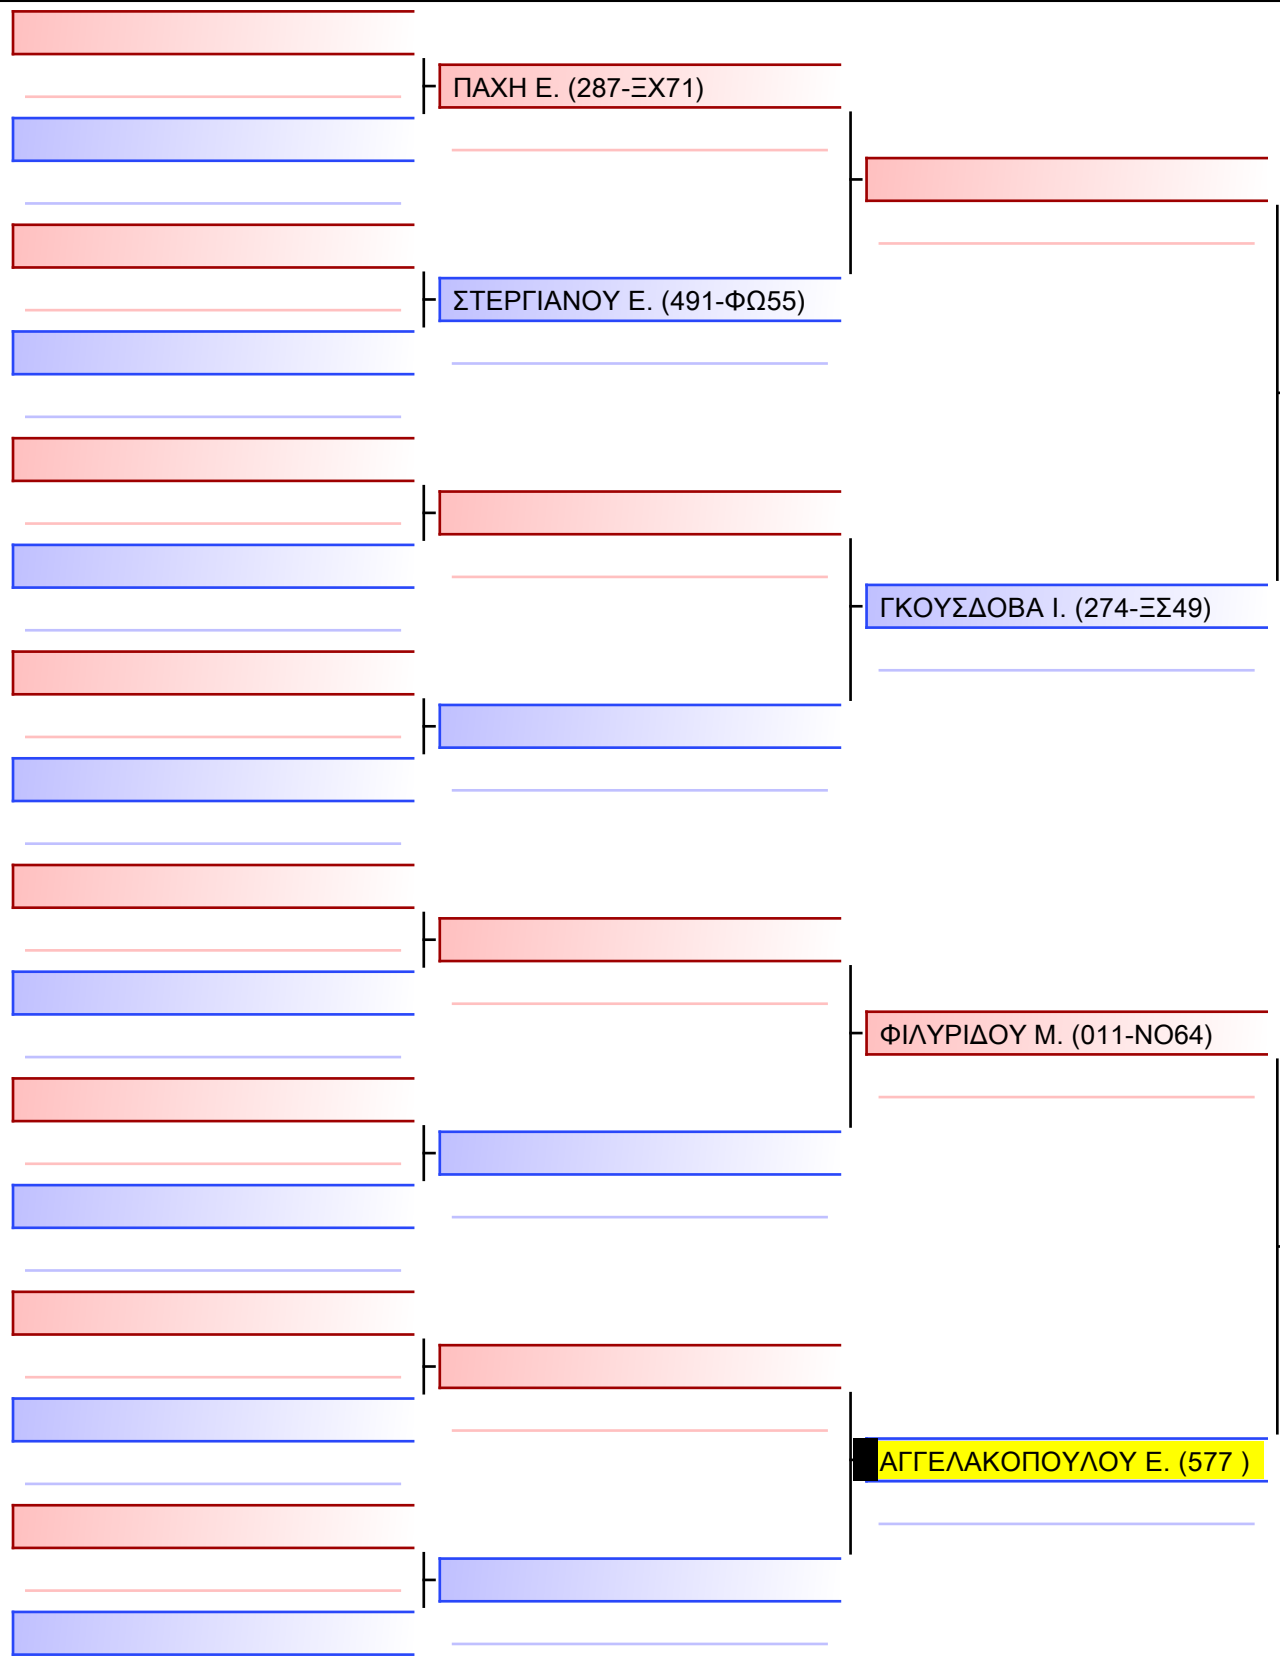 ΠΑΧΗ Ε. (287-ΞΧ71)
ΣΤΕΡΓΙΑΝΟΥ Ε. (491-ΦΩ55)
ΓΚΟΥΣΔΟΒΑ Ι. (274-ΞΣ49)
ΦΙΛΥΡΙΔΟΥ Μ. (011-ΝΟ64)
ΑΓΓΕΛΑΚΟΠΟΥΛΟΥ Ε. (577 )